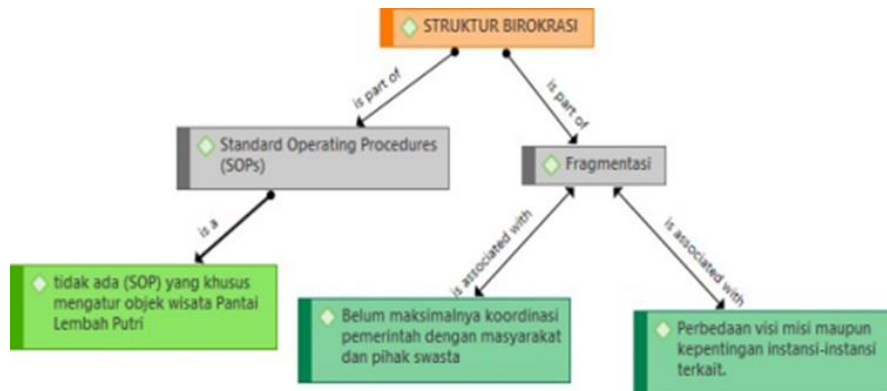 STRUKTUR BIROKRASI
is part of
is part of
Standard Operating Procedures
(SOPs)
Fragmentasi
is a
is associated with
is associated with
tidak ada (SOP) yang khusus
mengatur objek wisata Pantai
Lembah Putri
Belum maksimalnya koordinasi
pemerintah dengan masyarakat
dan pihak swasta
Perbedaan visi misi maupun
kepentingan instansi-instansi
terkait.